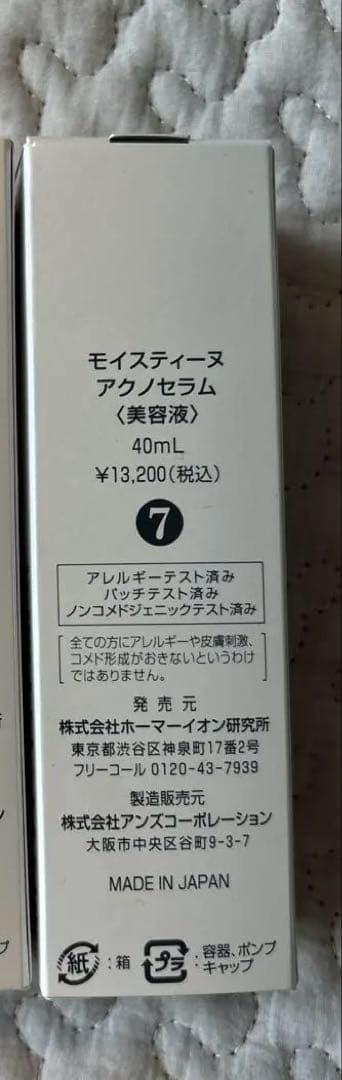 モイスティーヌ
アクノセラム
〈美容液〉
40mL
¥13,200(税込)
7
アレルギーテスト済み
パッチテスト済み
ノンコメドジェニックテスト済み
全ての方にアレルギーや皮膚刺激、
コメド形成がおきないというわけ
ではありません。
発売元
株式会社ホーマーイオン研究所
東京都渋谷区神泉町17番2号
フリーコール 0120-43-7939
製造販売元
株式会社アンズコーポレーション
大阪市中央区谷町9-3-7
MADE IN JAPAN
紙:箱
プラ:容器、ポンプ
キャップ